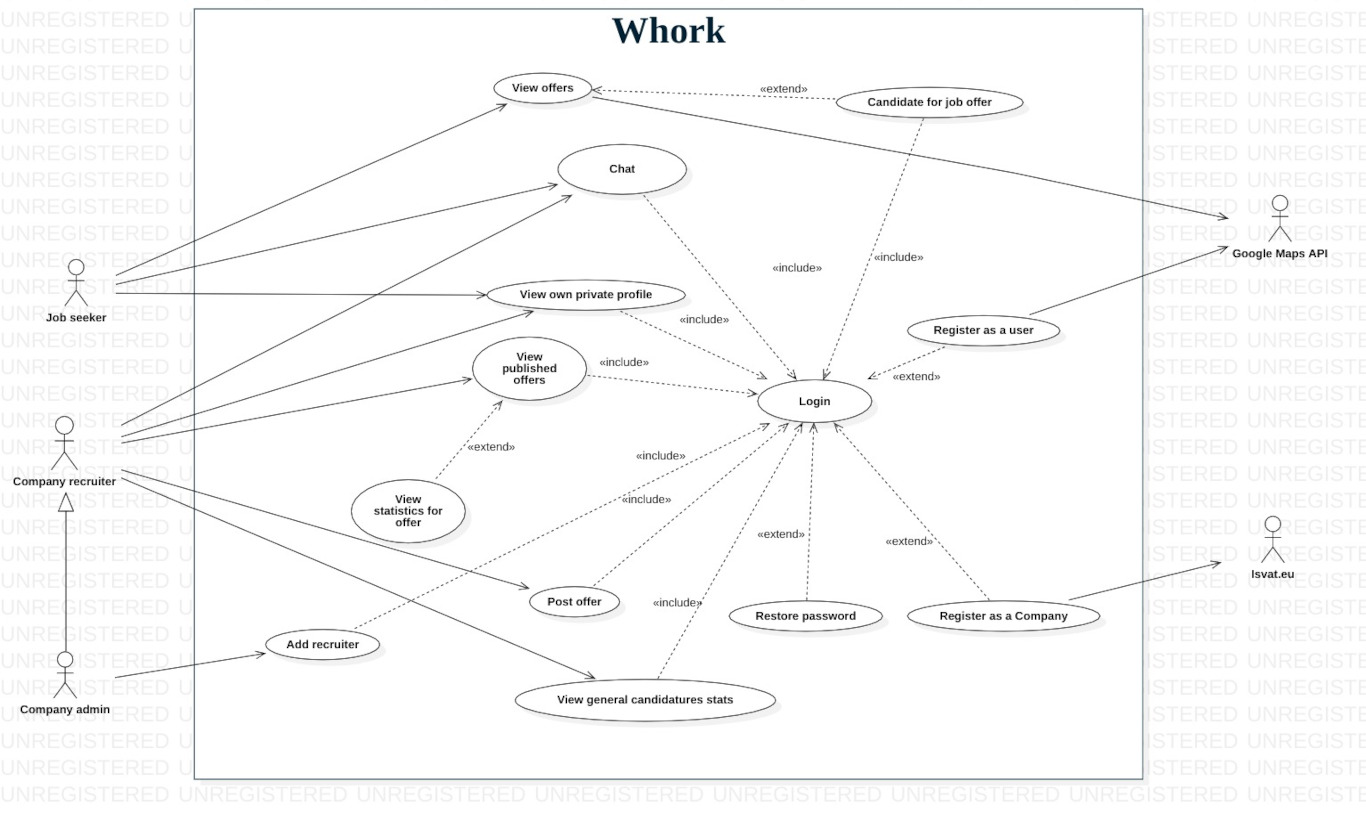 Whork
View offers
«extend»
Candidate for job offer
Chat
Google Maps API
«include»
«include»
View own private profile
Job seeker
«include»
Register as a user
View
published
offers
«include»
«extend»
Login
«extend»
«include»
Company recruiter
View
statistics for
offer
«include»
«extend»
«extend»
lsvat.eu
Post offer
«include»
Restore password
Register as a Company
Add recruiter
View general candidatures stats
Company admin
UNREGISTERED UNREGISTERED UNREGISTERED UNREGISTERED UNREGISTERED UNREGISTERED UNREGISTERED